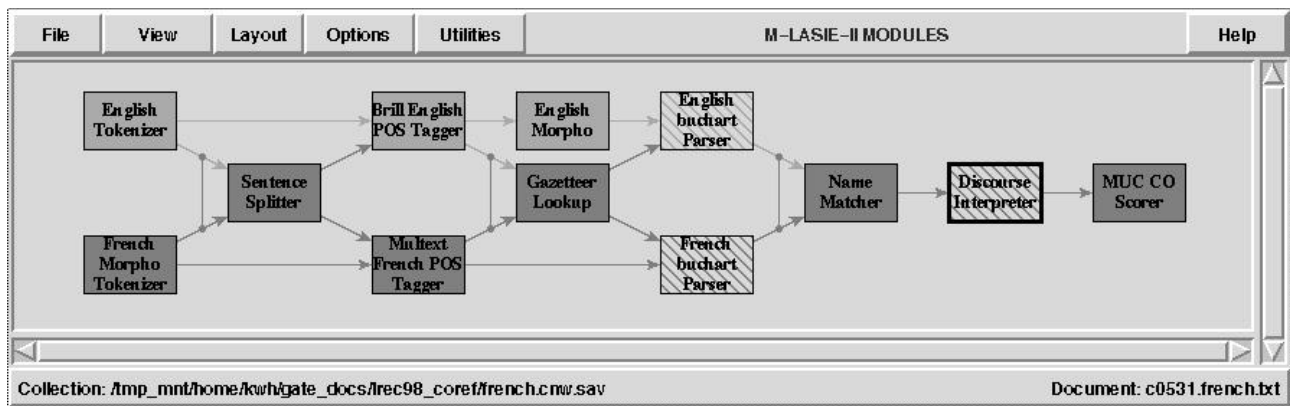 File View Layout Options Utilities M-LASIE-II MODULES Help
English
Tokenizer
Brill English
POS Tagger
English
Morpho
English
buchart
Parser
Sentence
Splitter
Gazetteer
Lookup
Name
Matcher
Discourse
Interpreter
MUC CO
Scorer
French
Morpho
Tokenizer
Multext
French POS
Tagger
French
buchart
Parser
Collection: /tmp_mnt/home/kwh/gate_docs/lrec98_coref/french.cnw.sav Document: c0531.french.txt